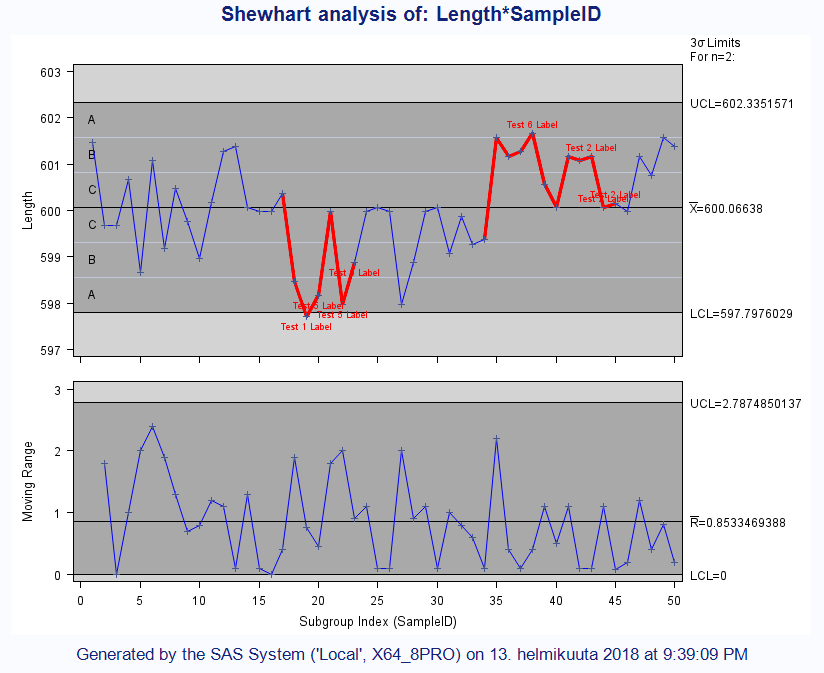 Shewhart analysis of: Length*SampleID
3σ Limits
For n=2:
603
602
601
600
599
598
597
Length
A
B
C
C
B
A
Test 6 Label
Test 2 Label
Test 2 Label
Test
Test Label
Test Label
Test Label
Test 1 Label
UCL=602.3351571
X̿=600.06638
LCL=597.7976029
3
2
1
0
Moving Range
UCL=2.7874850137
R̅=0.8533469388
LCL=0
0 5 10 15 20 25 30 35 40 45 50
Subgroup Index (SampleID)
Generated by the SAS System ('Local', X64_8PRO) on 13. helmikuuta 2018 at 9:39:09 PM